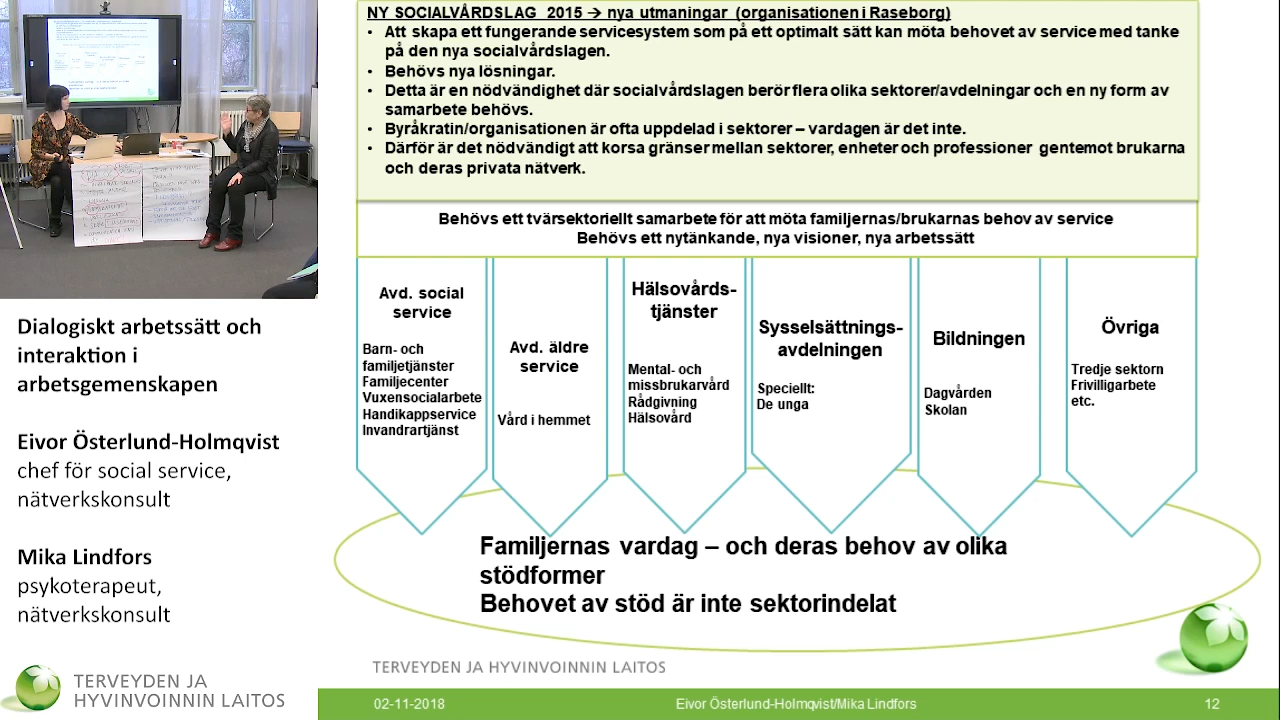 NY SOCIALVÅRDSLAG 2015 → nya utmaningar (organisationen i Raseborg)
• Att skapa ett fungerande servicesystem som på ett optimalt sätt kan möta behovet av service med tanke
på den nya socialvårdslagen.
• Behövs nya lösningar.
• Detta är en nödvändighet där socialvårdslagen berör flera olika sektorer/avdelningar och en ny form av
samarbete behövs.
• Byråkratin/organisationen är ofta uppdelad i sektorer – vardagen är det inte.
• Därför är det nödvändigt att korsa gränser mellan sektorer, enheter och professioner gentemot brukarna
och deras privata nätverk.
Behövs ett tvärsektoriellt samarbete för att möta familjernas/brukarnas behov av service
Behövs ett nytänkande, nya visioner, nya arbetssätt
Avd. social
service
Barn- och
familjetjänster
Familjecenter
Vuxensocialarbete
Handikappservice
Invandrartjänst
Avd. äldre
service
Vård i hemmet
Hälsovårds-
tjänster
Mental- och
missbrukarvård
Rådgivning
Hälsovård
Sysselsättnings-
avdelningen
Speciellt:
De unga
Bildningen
Dagvården
Skolan
Övriga
Tredje sektorn
Frivilligarbete
etc.
Familjernas vardag – och deras behov av olika
stödformer
Behovet av stöd är inte sektorindelat
TERVEYDEN JA HYVINVOINNIN LAITOS
02-11-2018 Eivor Österlund-Holmqvist/Mika Lindfors 12
Dialogiskt arbetssätt och
interaktion i
arbetsgemenskapen
Eivor Österlund-Holmqvist
chef för social service,
nätverkskonsult
Mika Lindfors
psykoterapeut,
nätverkskonsult
TERVEYDEN JA
HYVINVOINNIN LAITOS